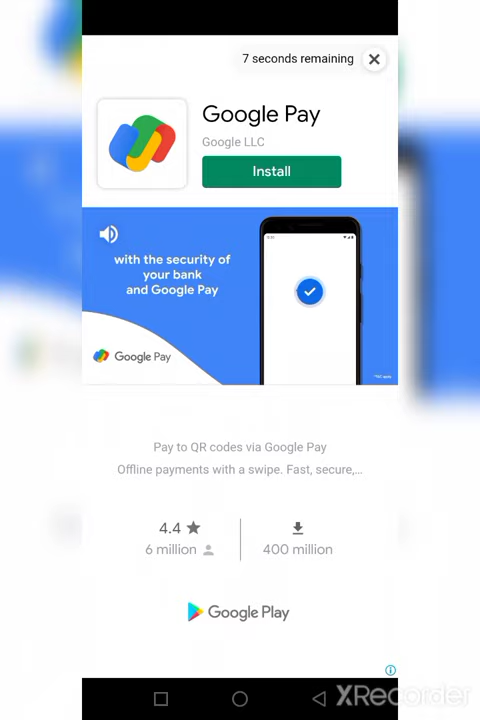 7 seconds remaining
Google Pay
Google LLC
Install
with the security of
your bank
and Google Pay
Google Pay
Pay to QR codes via Google Pay
Offline payments with a swipe. Fast, secure,...
4.4
6 million
400 million
Google Play
XRecorder